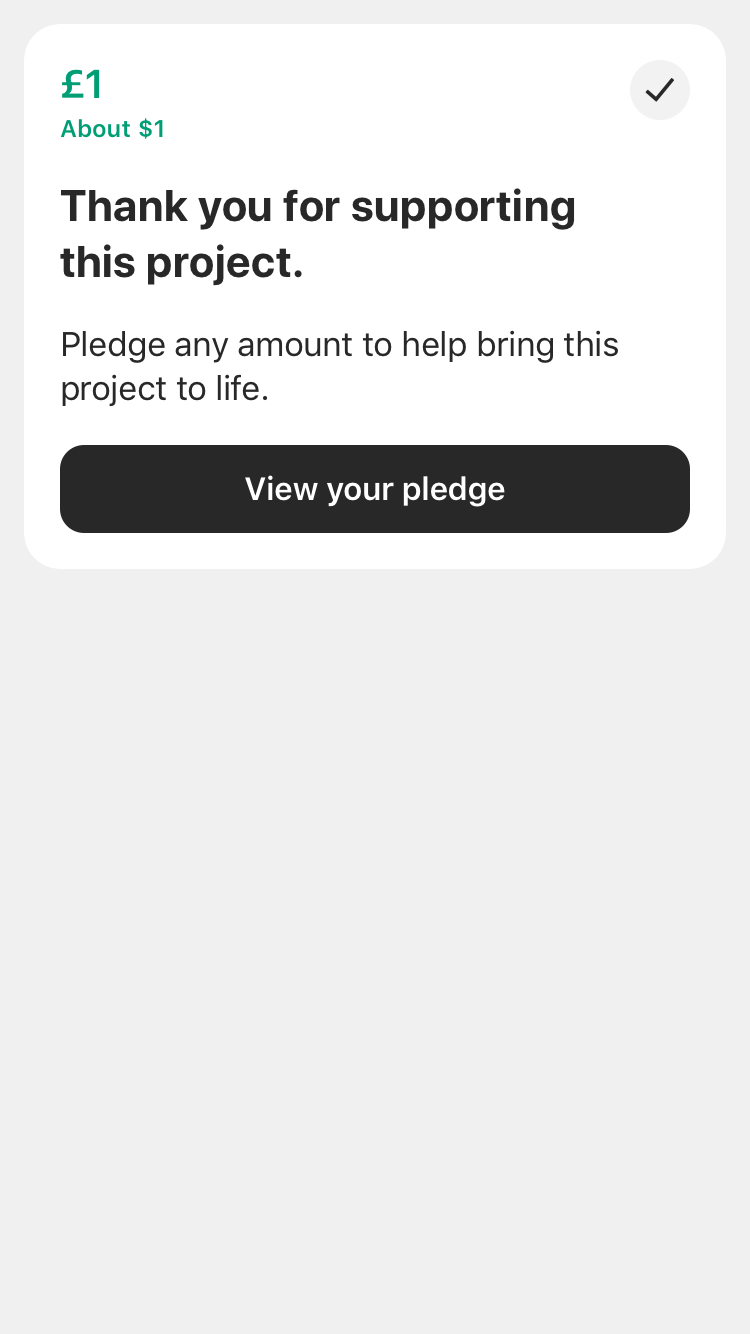 £1
About $1
Thank you for supporting
this project.
Pledge any amount to help bring this
project to life.
View your pledge